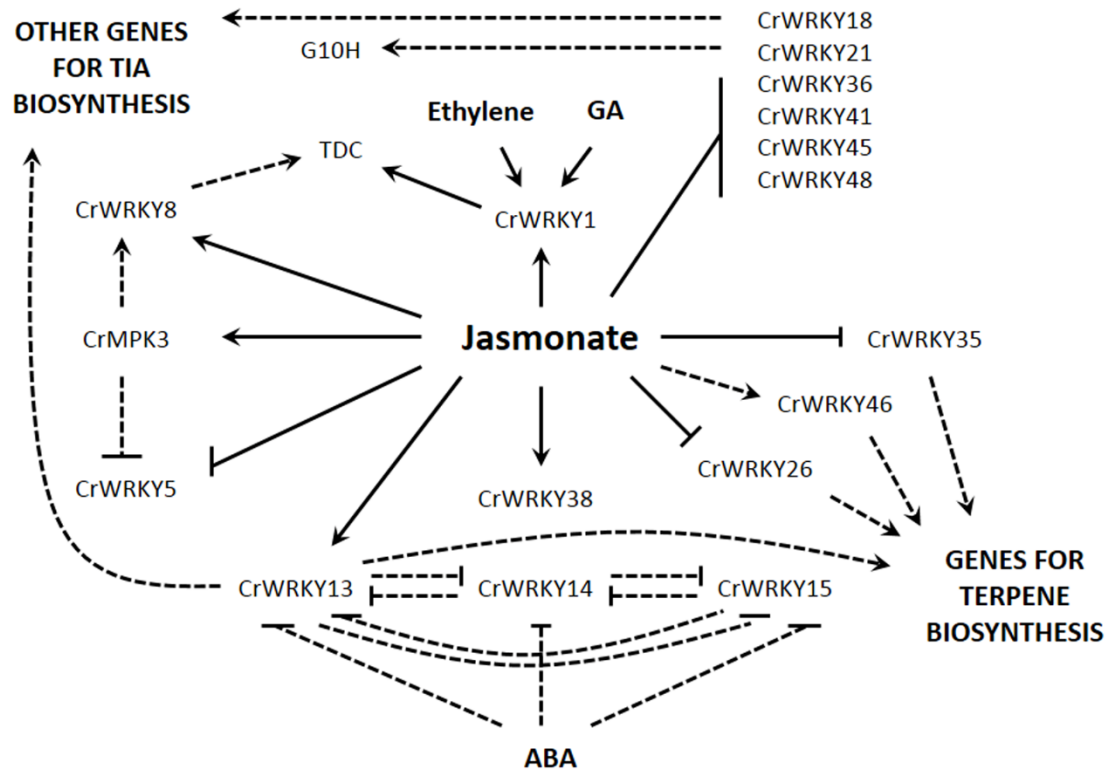 OTHER GENES
FOR TIA
BIOSYNTHESIS
G10H
CrWRKY18
CrWRKY21
CrWRKY36
CrWRKY41
CrWRKY45
CrWRKY48
Ethylene
GA
TDC
CrWRKY8
CrWRKY1
CrMPK3
Jasmonate
CrWRKY35
CrWRKY46
CrWRKY26
CrWRKY5
CrWRKY38
CrWRKY13
CrWRKY14
CrWRKY15
GENES FOR
TERPENE
BIOSYNTHESIS
ABA